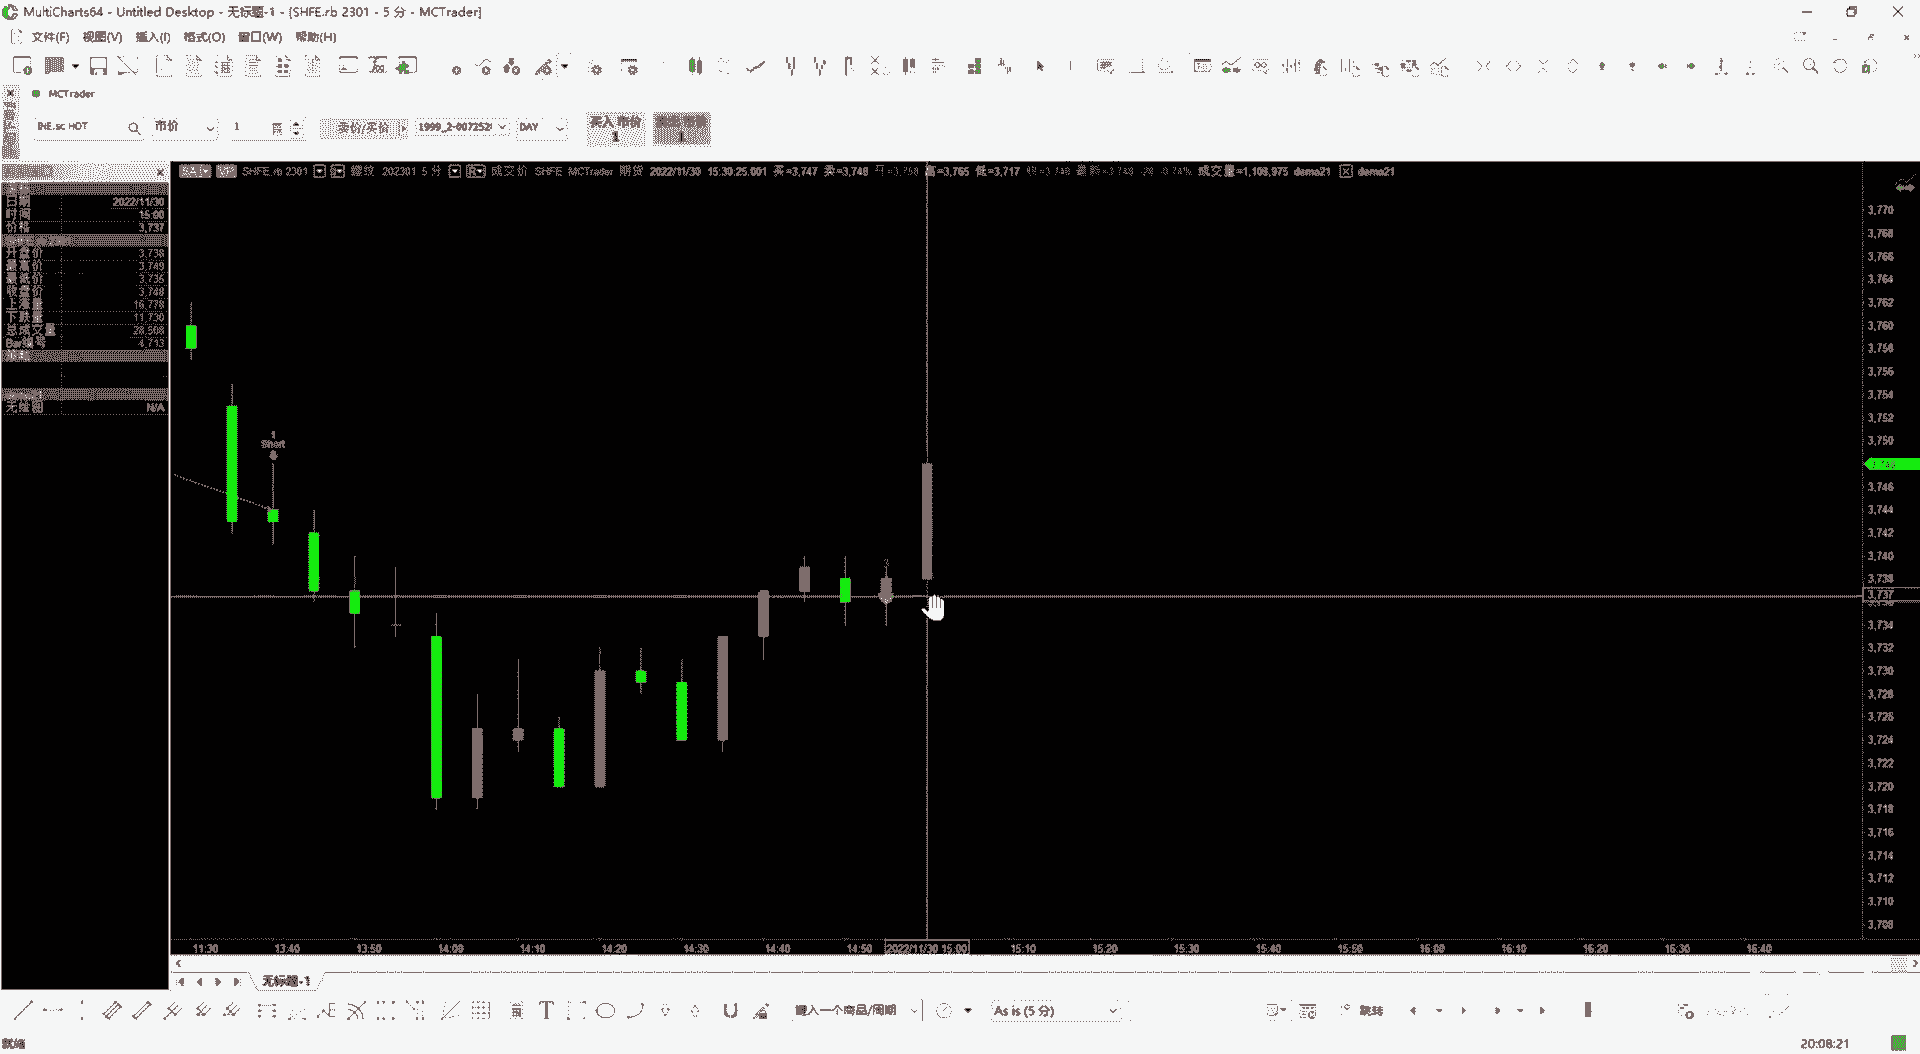 MultiCharts64 - Untitled Desktop - 无标题-1 - [SHFE.rb 2301 - 5 分 - MCTrader]
文件(F) 视图(V) 插入(I) 格式(O) 窗口(W) 帮助(H)
MCTrader
INE.sc HOT 市价 1 卖价/买价 DAY 买入 市价
1
1
SHFE.rb 2301 螺纹 202301 5 分 成交价 SHFE MCTrader 期货 2022/11/30 15:30:25.001 买=3,747 卖=3,748 高=3,765 低=3,717 成交量=1,108,975 demo21 demo21
日期 2022/11/30
时间 15:00
价格 3,737
开盘价 3,738
最高价 3,749
最低价 3,735
收盘价 3,748
上涨量 16,778
下跌量 11,730
总成交量 28,508
Bar编号 4,713
无绘图 N/A
1
Short
3,770
3,768
3,766
3,764
3,762
3,760
3,758
3,756
3,754
3,752
3,750
3,746
3,744
3,742
3,740
3,738
3,737
3,734
3,732
3,730
3,728
3,726
3,724
3,722
3,720
3,718
3,716
3,714
3,712
3,710
3,708
11:30 13:40 13:50 14:00 14:10 14:20 14:30 14:40 14:50 2022/11/30 15:00 15:10 15:20 15:30 15:40 15:50 16:00 16:10 16:20 16:30 16:40
无标题-1
键入一个商品/周期 As is (5 分) 跳转
就绪 20:08:21